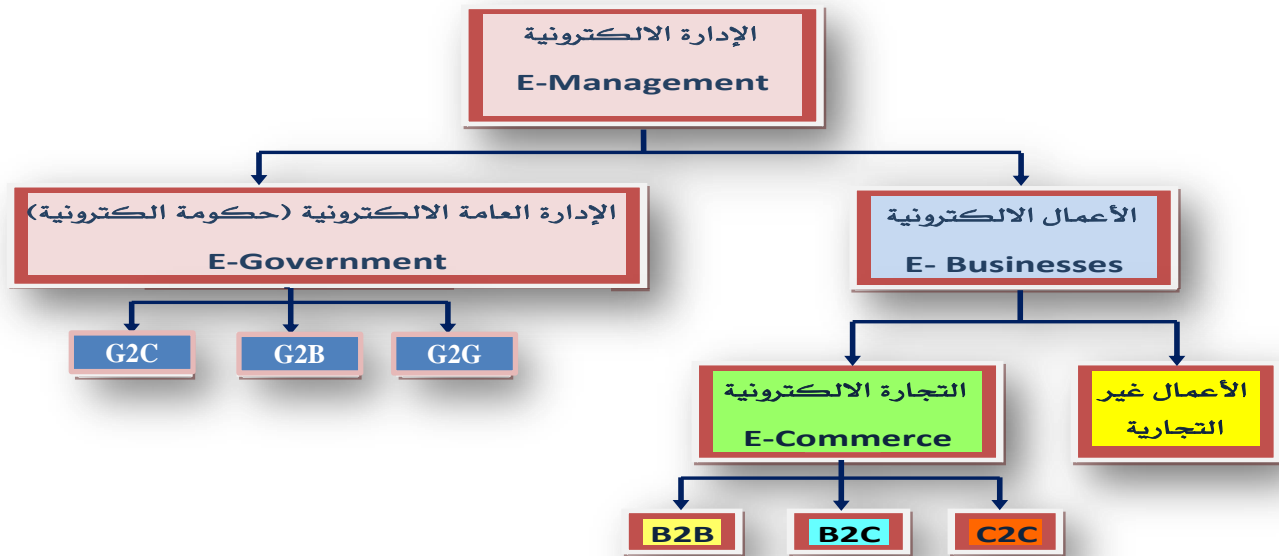 الإدارة الالكترونية
E-Management
الإدارة العامة الالكترونية (حكومة الكترونية)
E-Government
الأعمال الالكترونية
E- Businesses
G2C
G2B
G2G
التجارة الالكترونية
E-Commerce
الأعمال غير
التجارية
B2B
B2C
C2C